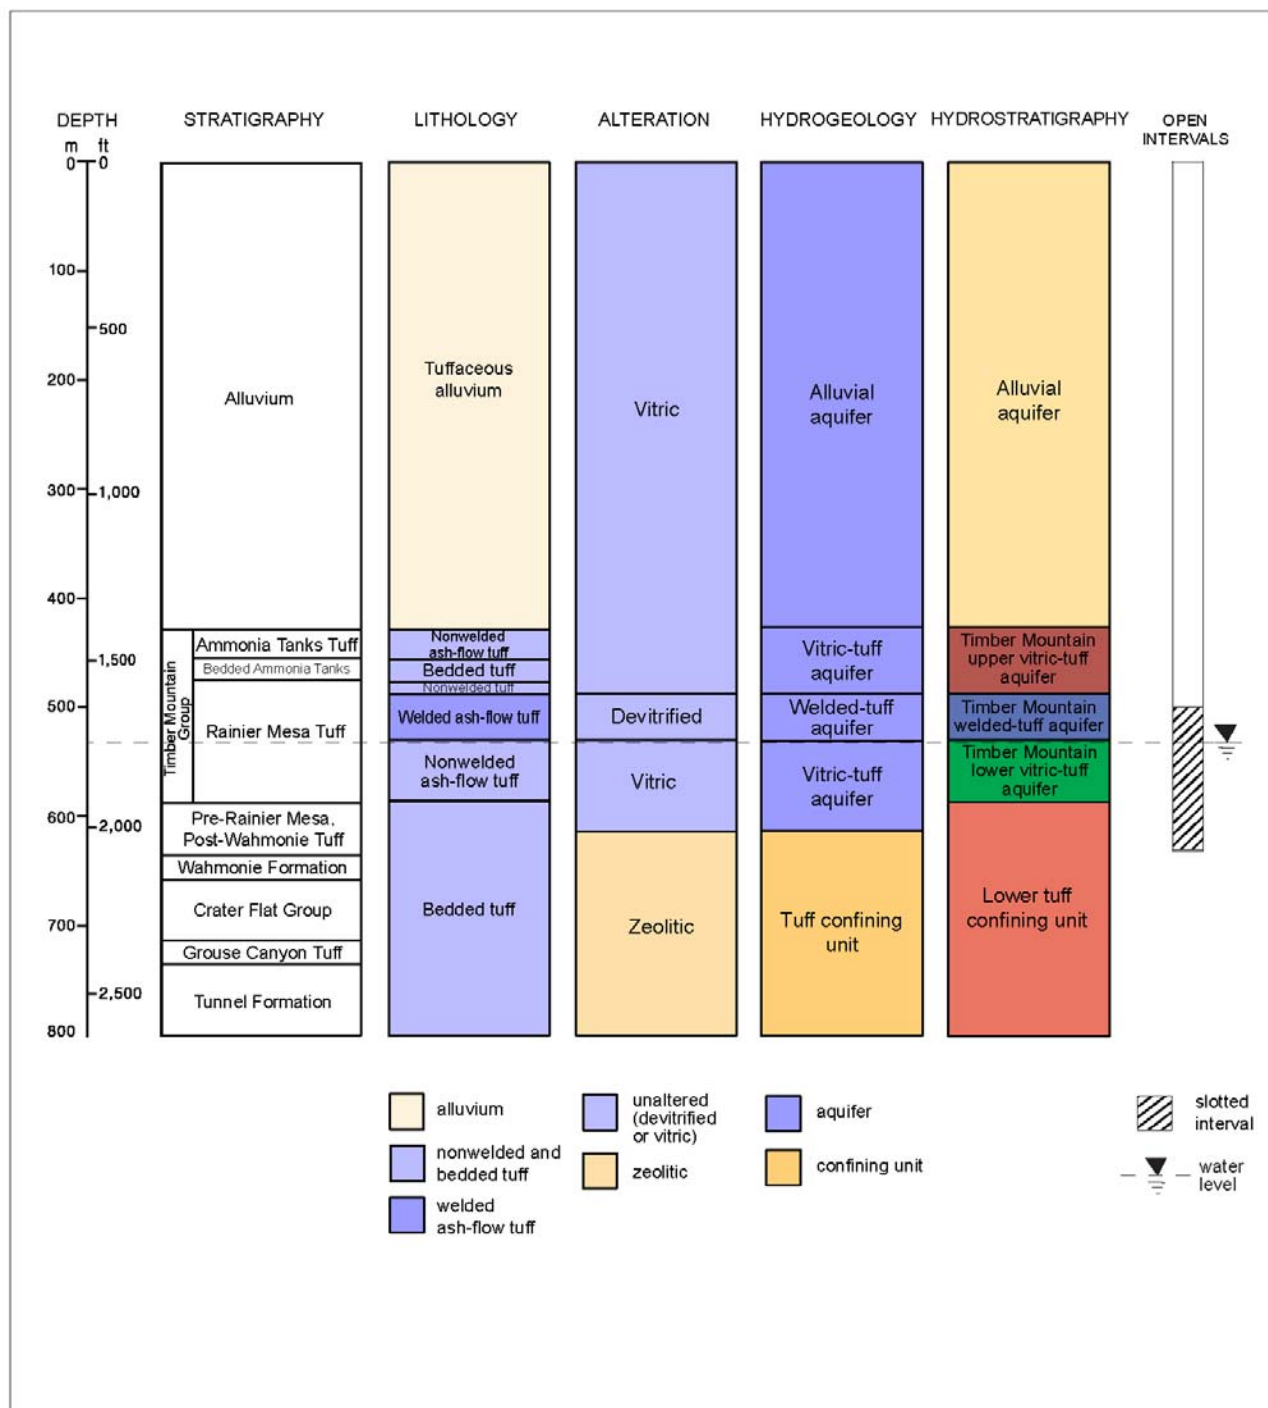 DEPTH
m ft
STRATIGRAPHY
LITHOLOGY
ALTERATION
HYDROGEOLOGY
HYDROSTRATIGRAPHY
OPEN
INTERVALS
0 0
100
500
200
300
1,000
400
1,500
500
600
2,000
700
2,500
800
Alluvium
Timber Mountain
Group
Ammonia Tanks Tuff
Bedded Ammonia Tanks
Rainier Mesa Tuff
Pre-Rainier Mesa,
Post-Wahmonie Tuff
Wahmonie Formation
Crater Flat Group
Grouse Canyon Tuff
Tunnel Formation
Tuffaceous
alluvium
Nonwelded
ash-flow tuff
Bedded tuff
Nonwelded tuff
Welded ash-flow tuff
Nonwelded
ash-flow tuff
Bedded tuff
Vitric
Devitrified
Vitric
Zeolitic
Alluvial
aquifer
Vitric-tuff
aquifer
Welded-tuff
aquifer
Vitric-tuff
aquifer
Tuff confining
unit
Alluvial
aquifer
Timber Mountain
upper vitric-tuff
aquifer
Timber Mountain
welded-tuff aquifer
Timber Mountain
lower vitric-tuff
aquifer
Lower tuff
confining unit
alluvium
nonwelded and
bedded tuff
welded
ash-flow tuff
unaltered
(devitrified
or vitric)
zeolitic
aquifer
confining unit
slotted
interval
water
level